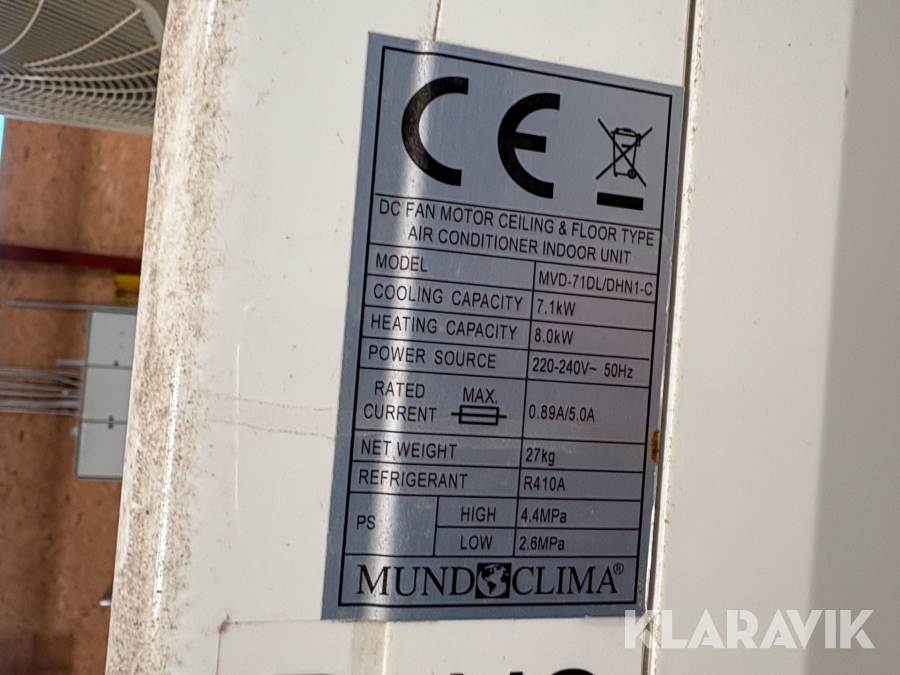 CE
DC FAN MOTOR CEILING & FLOOR TYPE
AIR CONDITIONER INDOOR UNIT
MODEL MVD-71DL/DHN1-C
COOLING CAPACITY 7.1kW
HEATING CAPACITY 8.0kW
POWER SOURCE 220-240V~ 50Hz
RATED CURRENT MAX. 0.89A/5.0A
NET WEIGHT 27kg
REFRIGERANT R410A
PS HIGH 4.4MPa
LOW 2.6MPa
MUNDOCLIMA®
KLARAVIK